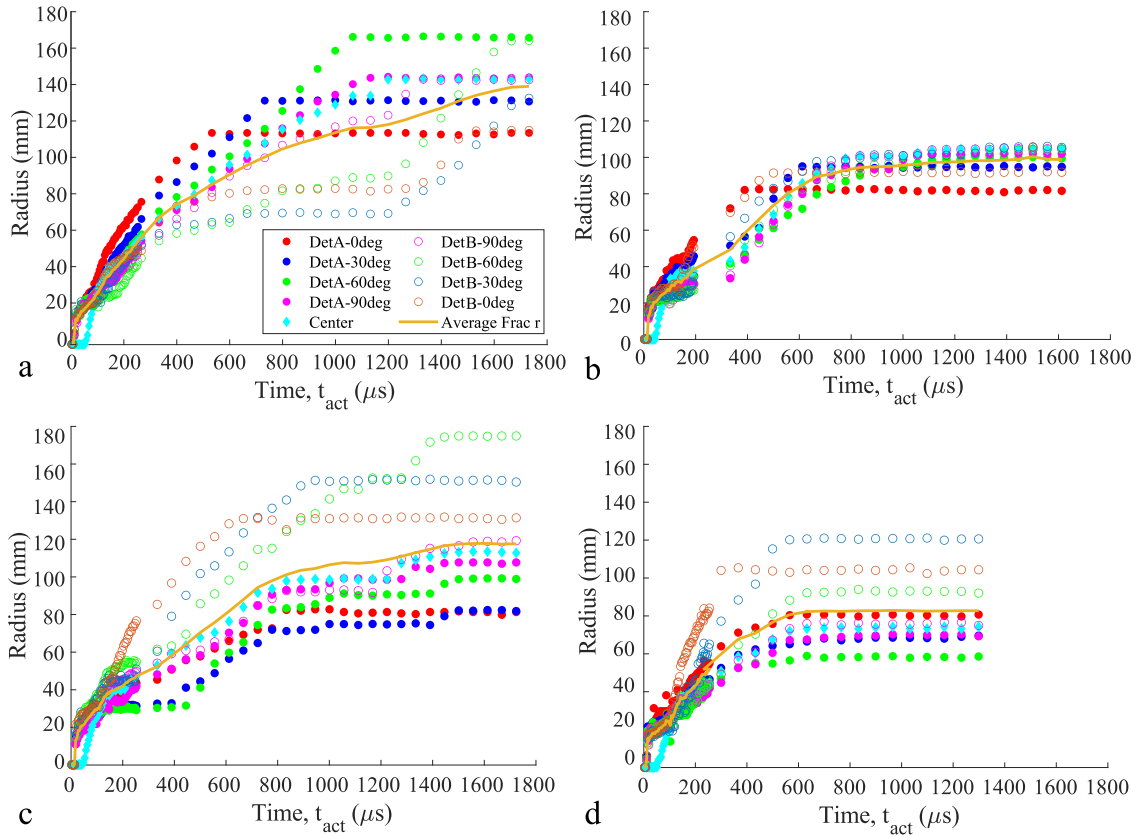 180
160
140
120
100
80
60
40
20
0
Radius (mm)
DetA-0deg DetB-90deg
DetA-30deg DetB-60deg
DetA-60deg DetB-30deg
DetA-90deg DetB-0deg
Center Average Frac r
0 200 400 600 800 1000 1200 1400 1600 1800
Time, t_act (μs)
a
180
160
140
120
100
80
60
40
20
0
Radius (mm)
0 200 400 600 800 1000 1200 1400 1600 1800
Time, t_act (μs)
b
180
160
140
120
100
80
60
40
20
0
Radius (mm)
0 200 400 600 800 1000 1200 1400 1600 1800
Time, t_act (μs)
c
180
160
140
120
100
80
60
40
20
0
Radius (mm)
0 200 400 600 800 1000 1200 1400 1600 1800
Time, t_act (μs)
d